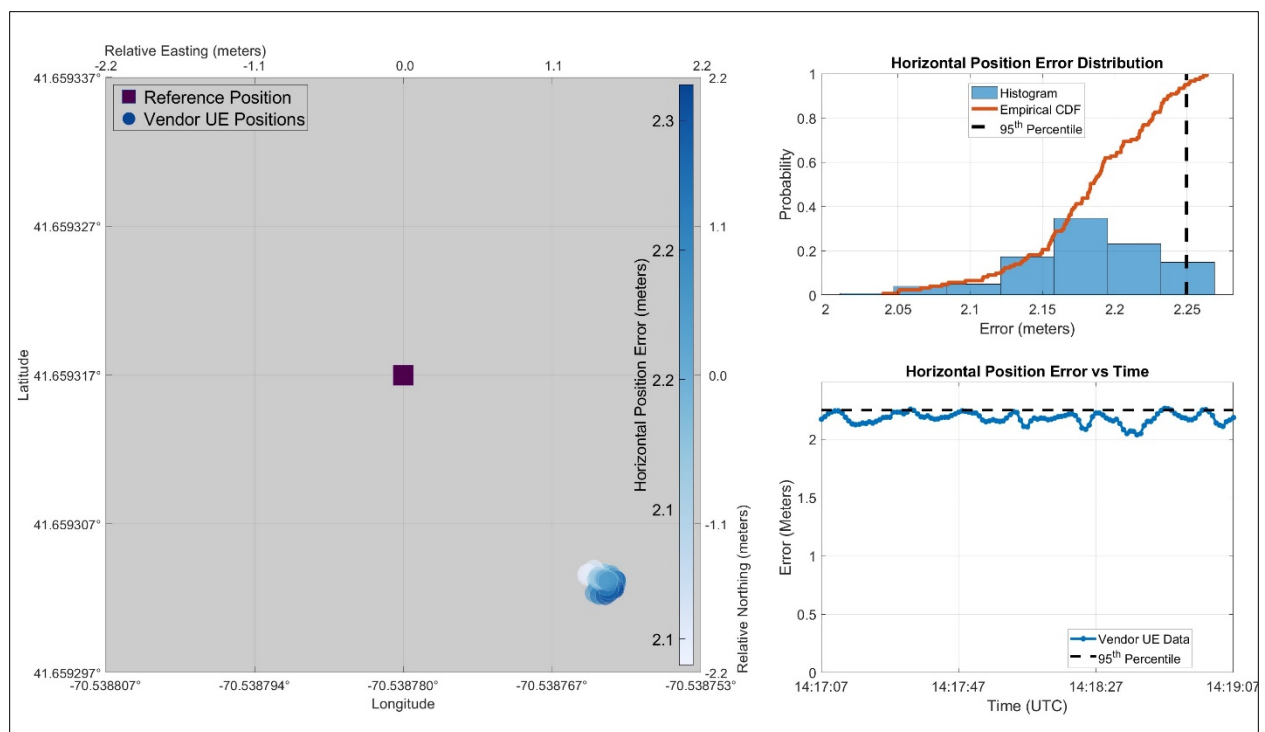 Relative Easting (meters)
-2.2 -1.1 0.0 1.1 2.2
41.659337°
41.659327°
41.659317°
41.659307°
41.659297°
Latitude
Reference Position
Vendor UE Positions
2.3
2.2
2.2
2.1
2.1
Horizontal Position Error (meters)
2.2
1.1
0.0
-1.1
-2.2
Relative Northing (meters)
-70.538807° -70.538794° -70.538780° -70.538767° -70.538753°
Longitude
Horizontal Position Error Distribution
Histogram
Empirical CDF
95th Percentile
1
0.8
0.6
0.4
0.2
0
Probability
2 2.05 2.1 2.15 2.2 2.25
Error (meters)
Horizontal Position Error vs Time
2
1.5
1
0.5
0
Error (Meters)
Vendor UE Data
95th Percentile
14:17:07 14:17:47 14:18:27 14:19:07
Time (UTC)